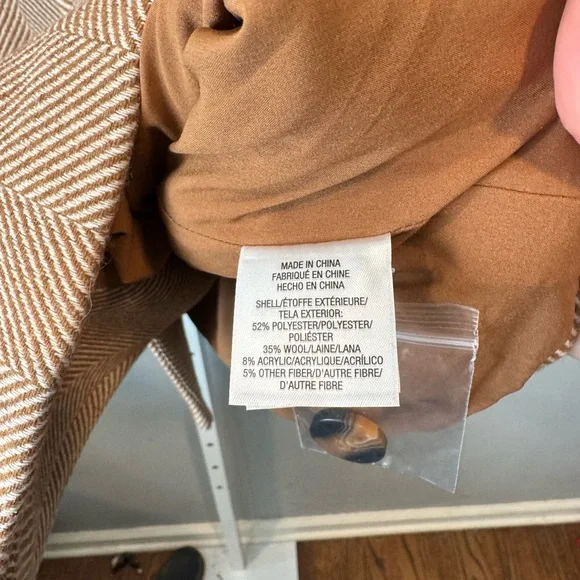 MADE IN CHINA
FABRIQUÉ EN CHINE
HECHO EN CHINA
SHELL/ÉTOFFE EXTÉRIEURE/
TELA EXTERIOR:
52% POLYESTER/POLYESTER/
POLIÉSTER
35% WOOL/LAINE/LANA
8% ACRYLIC/ACRYLIQUE/ACRÍLICO
5% OTHER FIBER/D'AUTRE FIBRE/
D'AUTRE FIBRE